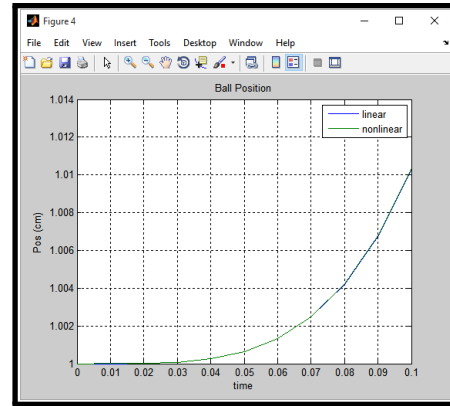 Figure 4
File Edit View Insert Tools Desktop Window Help
Ball Position
1.014
1.012
1.01
1.008
1.006
1.004
1.002
1
Pos (cm)
linear
nonlinear
0 0.01 0.02 0.03 0.04 0.05 0.06 0.07 0.08 0.09 0.1
time